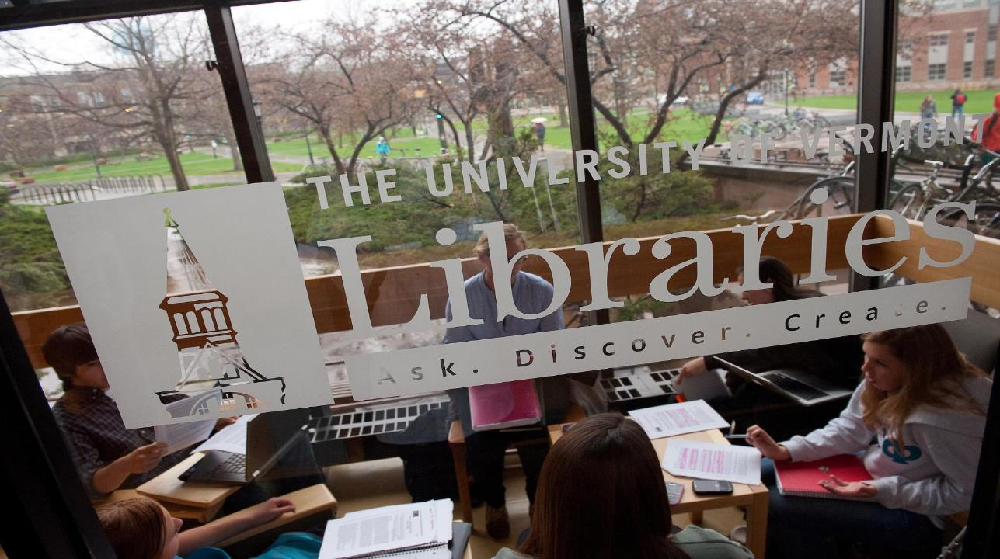 THE UNIVERSITY OF VERMONT
Libraries
Ask. Discover. Create.